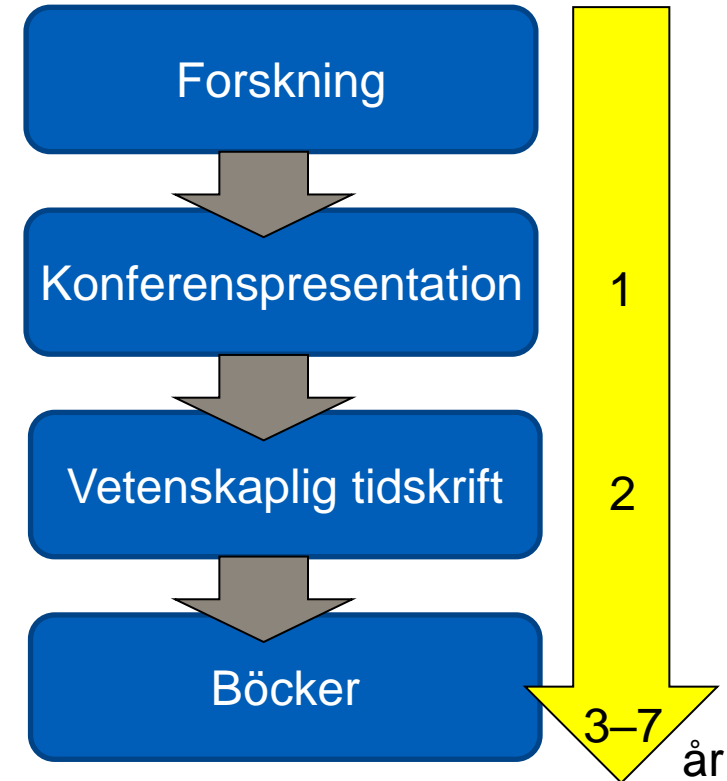 Forskning
Konferenspresentation
1
Vetenskaplig tidskrift
2
Böcker
3–7
år